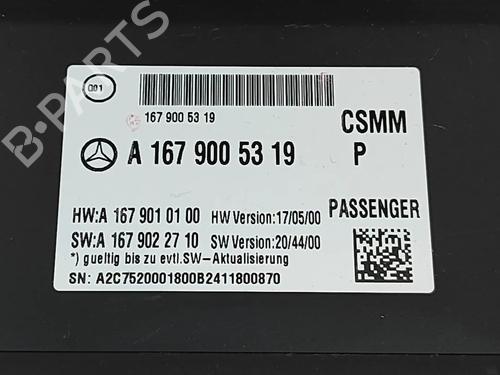 001
167 900 53 19
CSMM
A 167 900 53 19
P
HW:A 167 901 01 00 HW Version:17/05/00 PASSENGER
SW:A 167 902 27 10 SW Version:20/44/00
*) gueltig bis zu evtl.SW-Aktualisierung
SN: A2C7520001800B2411800870
B-PARTS